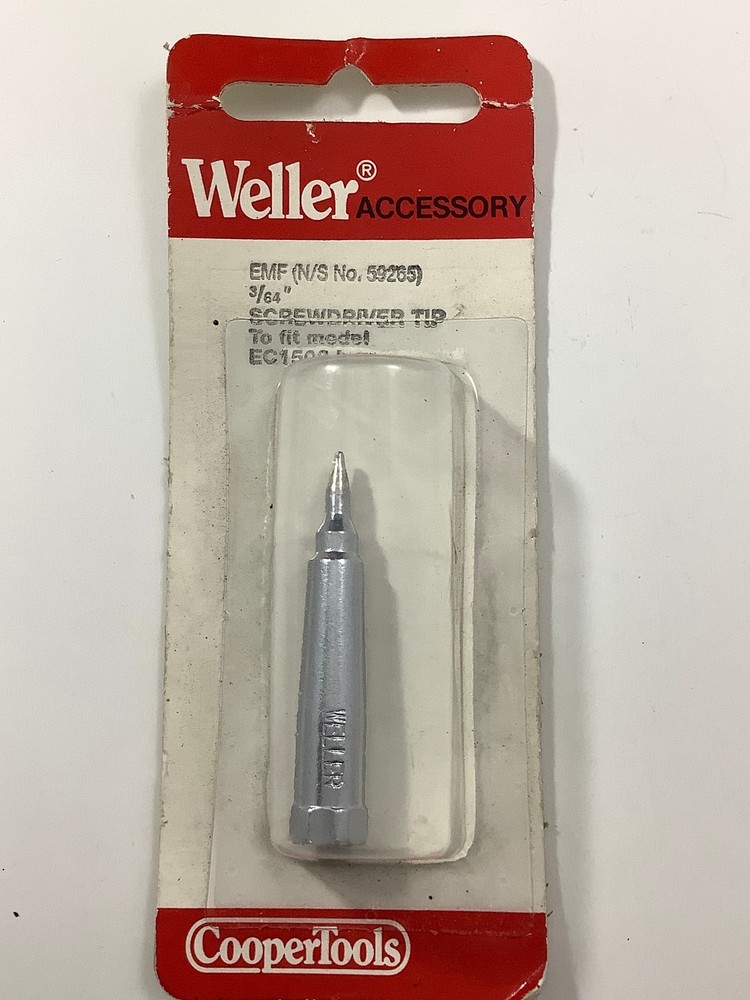 Weller®
ACCESSORY
EMF (N/S No. 59265)
3/64"
SCREWDRIVER TIP
To fit model
WELLER
CooperTools